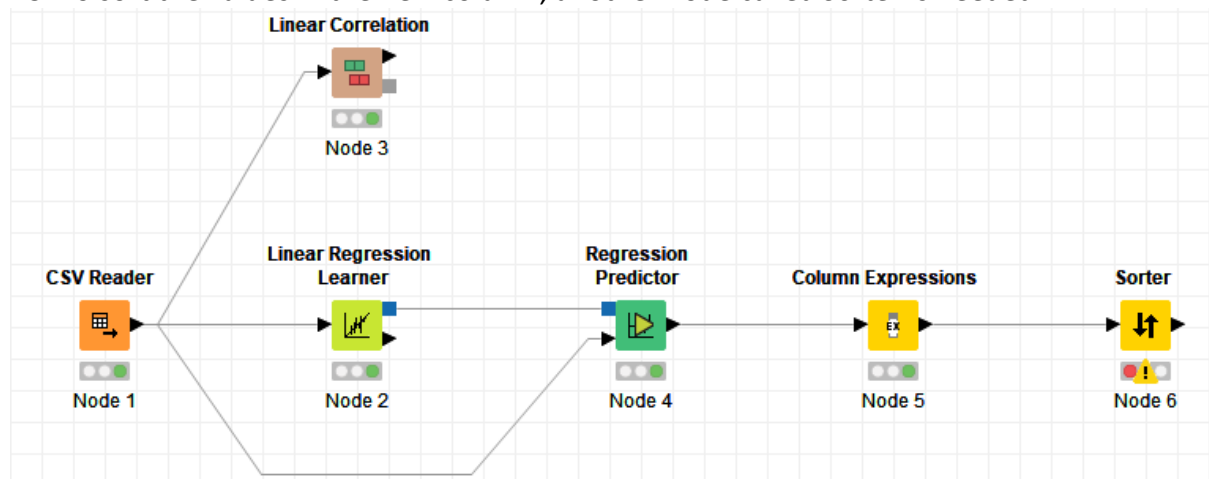 Linear Correlation
Node 3
CSV Reader
Node 1
Linear Regression
Learner
Node 2
Regression
Predictor
Node 4
Column Expressions
EX
Node 5
Sorter
!
Node 6